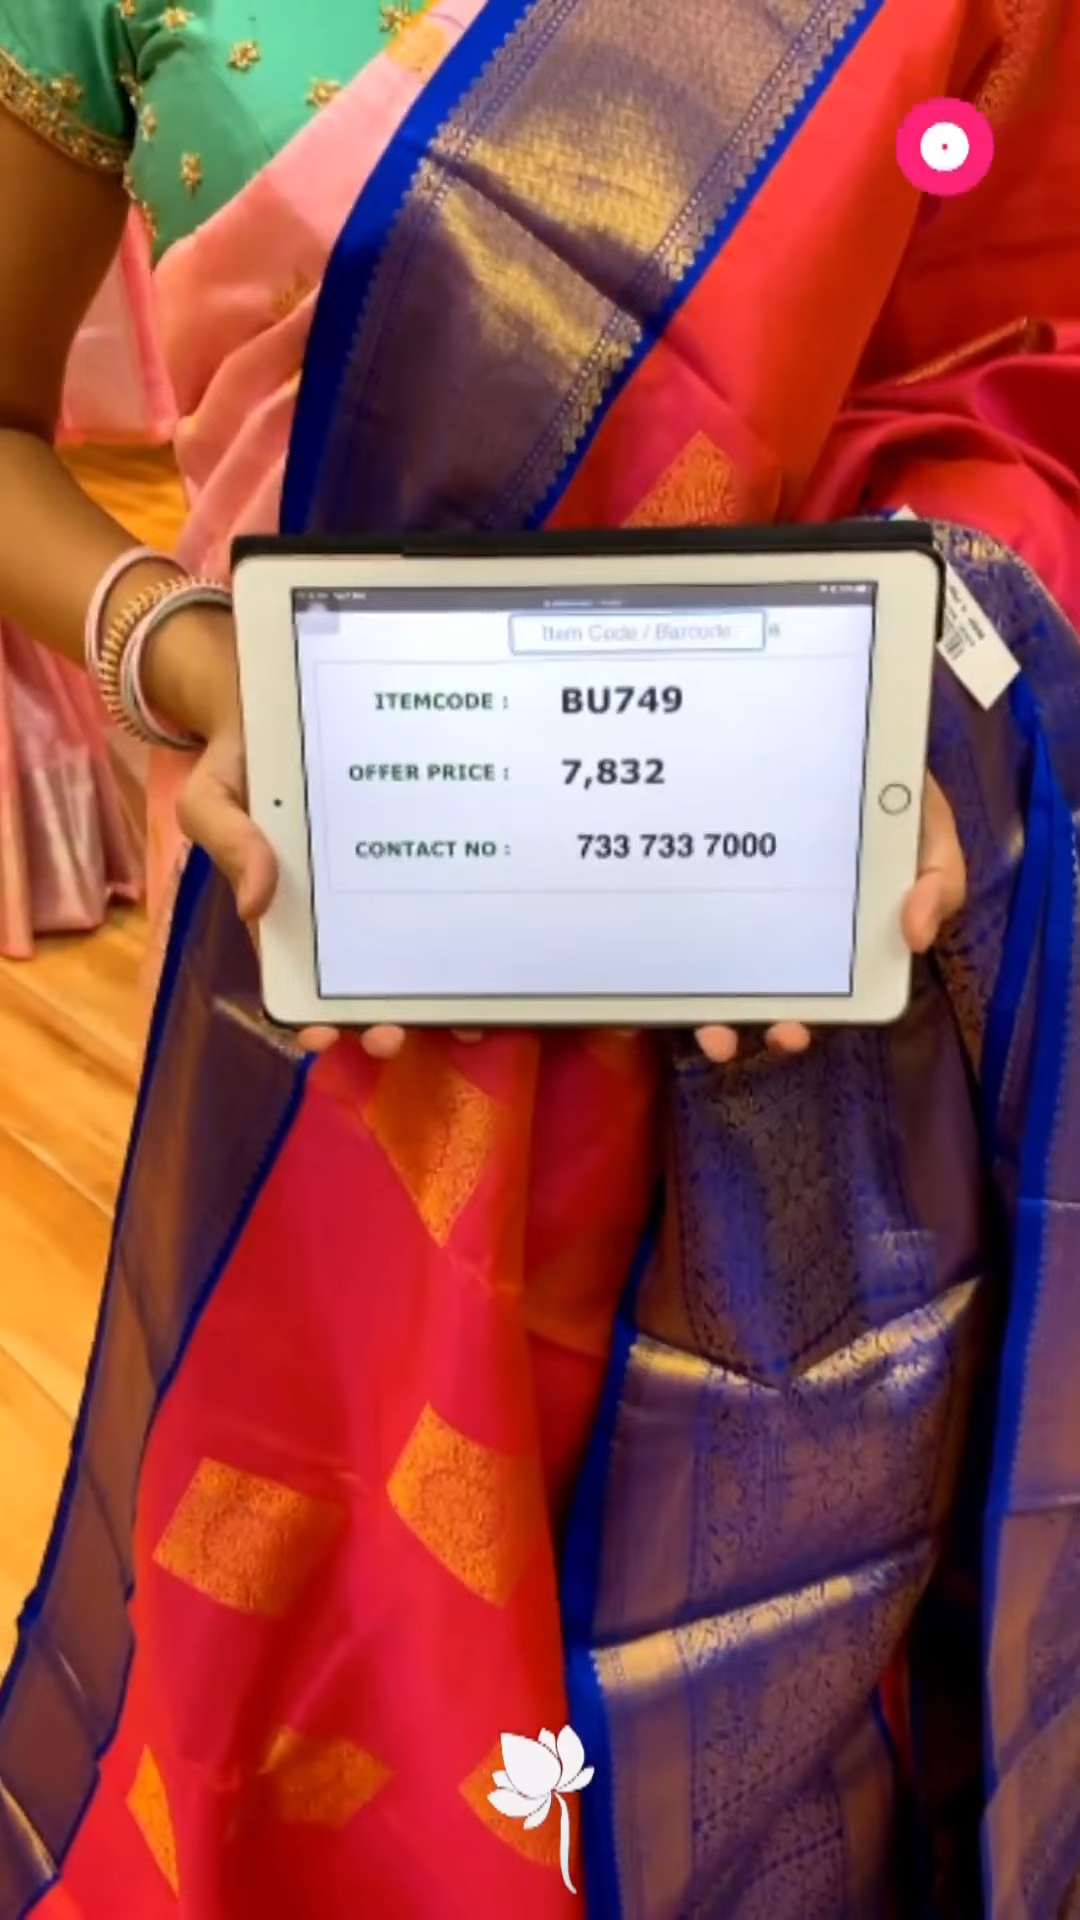 Item Code / Barcode
ITEMCODE : BU749
OFFER PRICE : 7,832
CONTACT NO : 733 733 7000